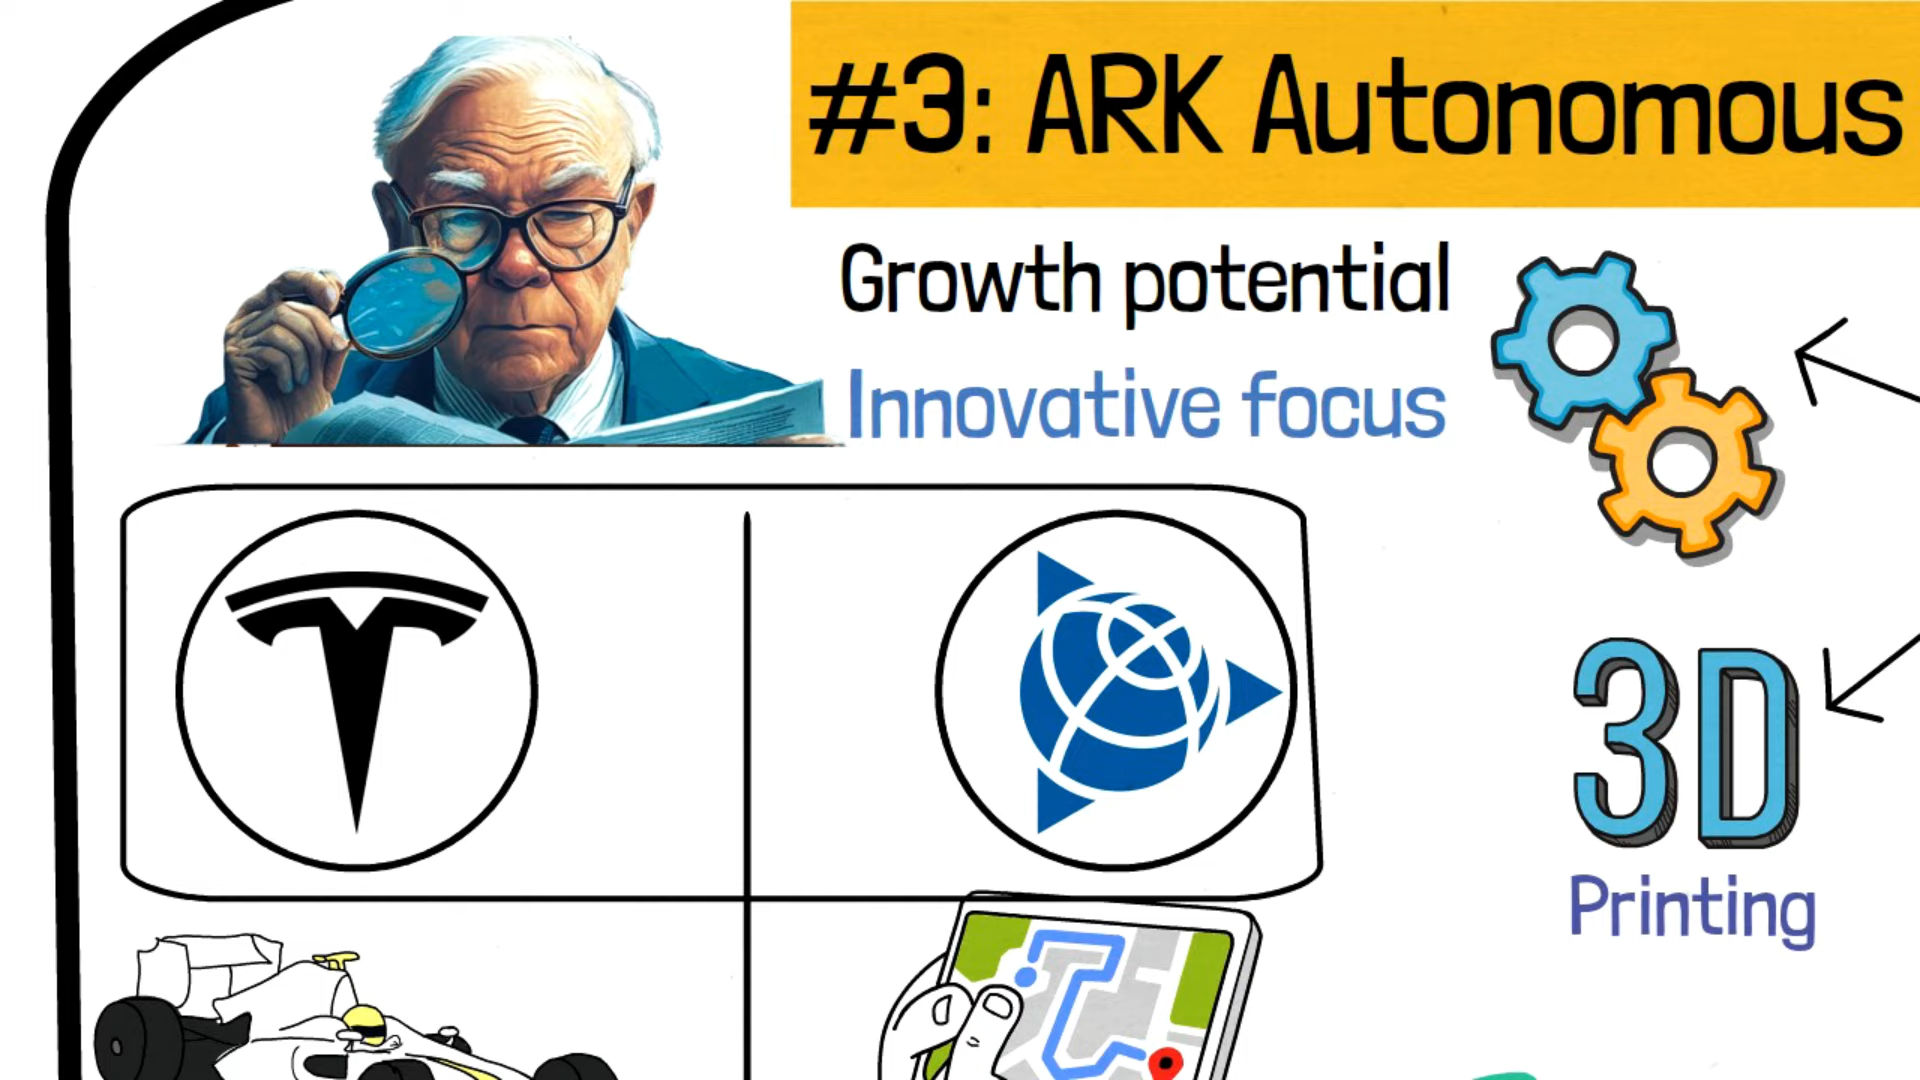 #3: ARK Autonomous
Growth potential
Innovative focus
3D
Printing